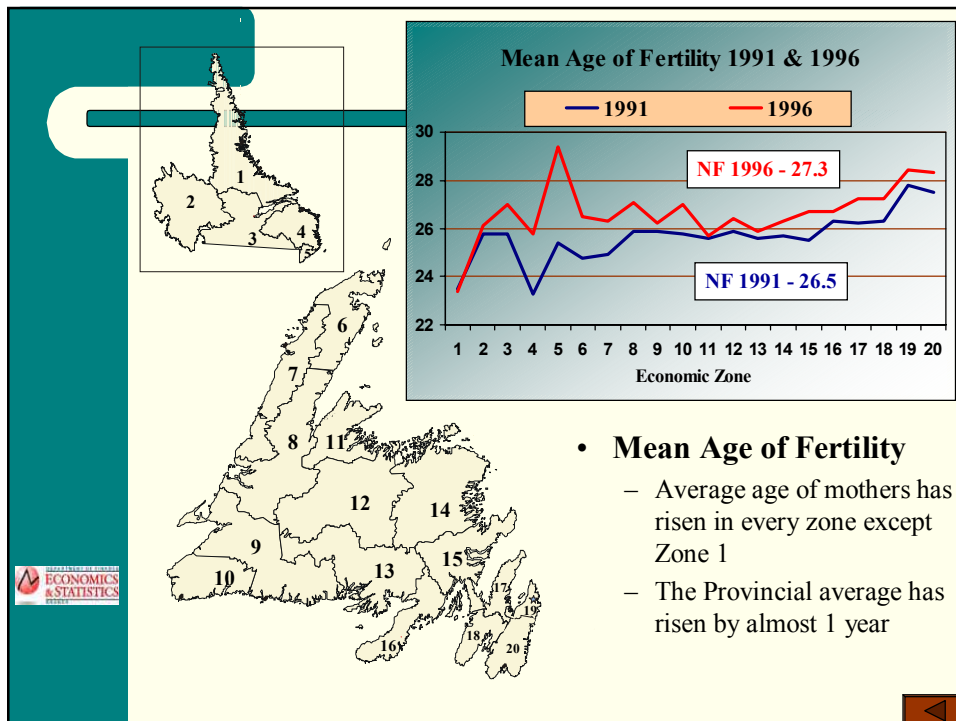 Mean Age of Fertility 1991 & 1996
1991 1996
30
28
26
24
22
NF 1996 - 27.3
NF 1991 - 26.5
1 2 3 4 5 6 7 8 9 10 11 12 13 14 15 16 17 18 19 20
Economic Zone
1
2
3
4
5
6
7
8
11
12
14
9
10
13
15
17
19
16
18
20
• Mean Age of Fertility
– Average age of mothers has
risen in every zone except
Zone 1
– The Provincial average has
risen by almost 1 year
DEPARTMENT OF FINANCE
ECONOMICS
& STATISTICS